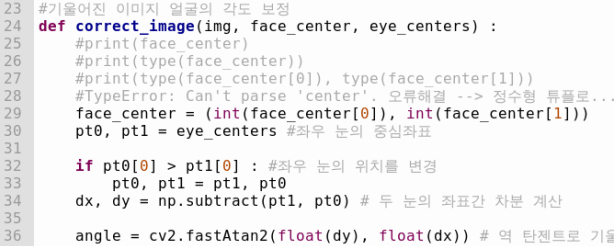 23 #기울어진 이미지 얼굴의 각도 보정
24 def correct_image(img, face_center, eye_centers) :
25     #print(face_center)
26     #print(type(face_center))
27     #print(type(face_center[0]), type(face_center[1]))
28     #TypeError: Can't parse 'center'. 오류해결 --> 정수형 튜플로...
29     face_center = (int(face_center[0]), int(face_center[1]))
30     pt0, pt1 = eye_centers #좌우 눈의 중심좌표
31
32     if pt0[0] > pt1[0] : #좌우 눈의 위치를 변경
33         pt0, pt1 = pt1, pt0
34     dx, dy = np.subtract(pt1, pt0) # 두 눈의 좌표간 차분 계산
35
36     angle = cv2.fastAtan2(float(dy), float(dx)) # 역 탄젠트로